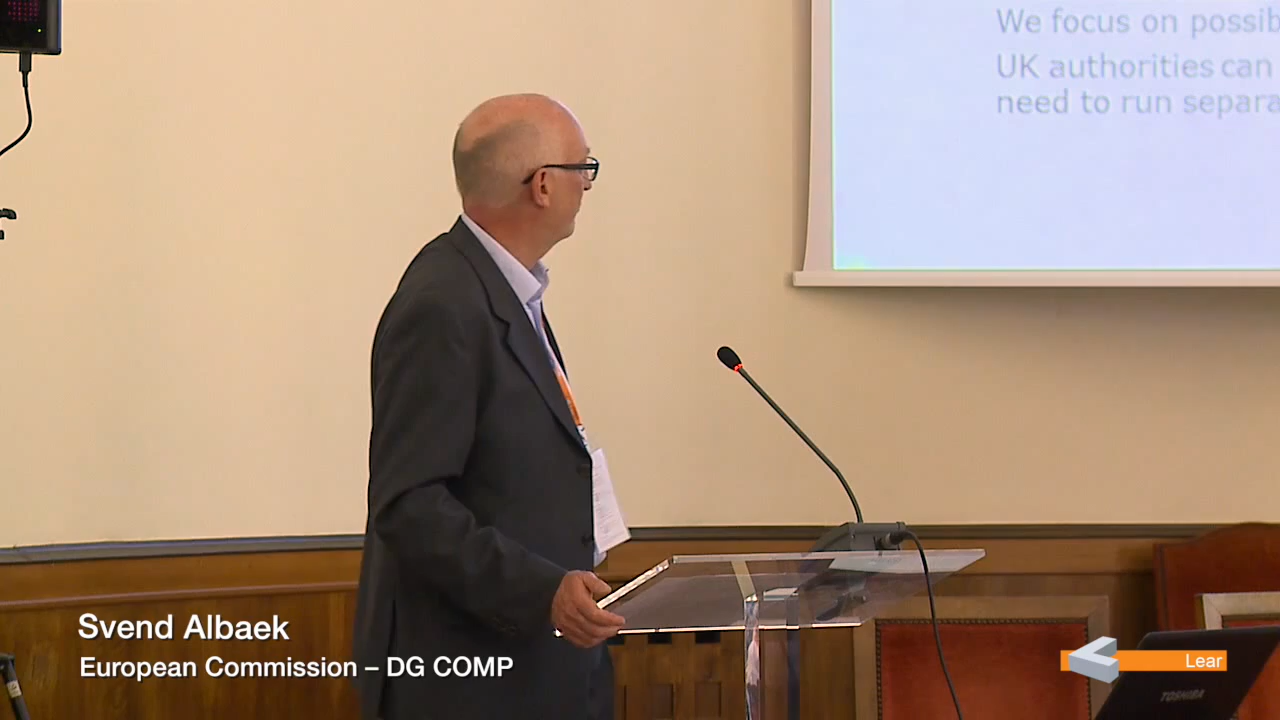 We focus on possib
UK authorities can
need to run separa
Svend Albaek
European Commission – DG COMP
Lear
TOSHIBA